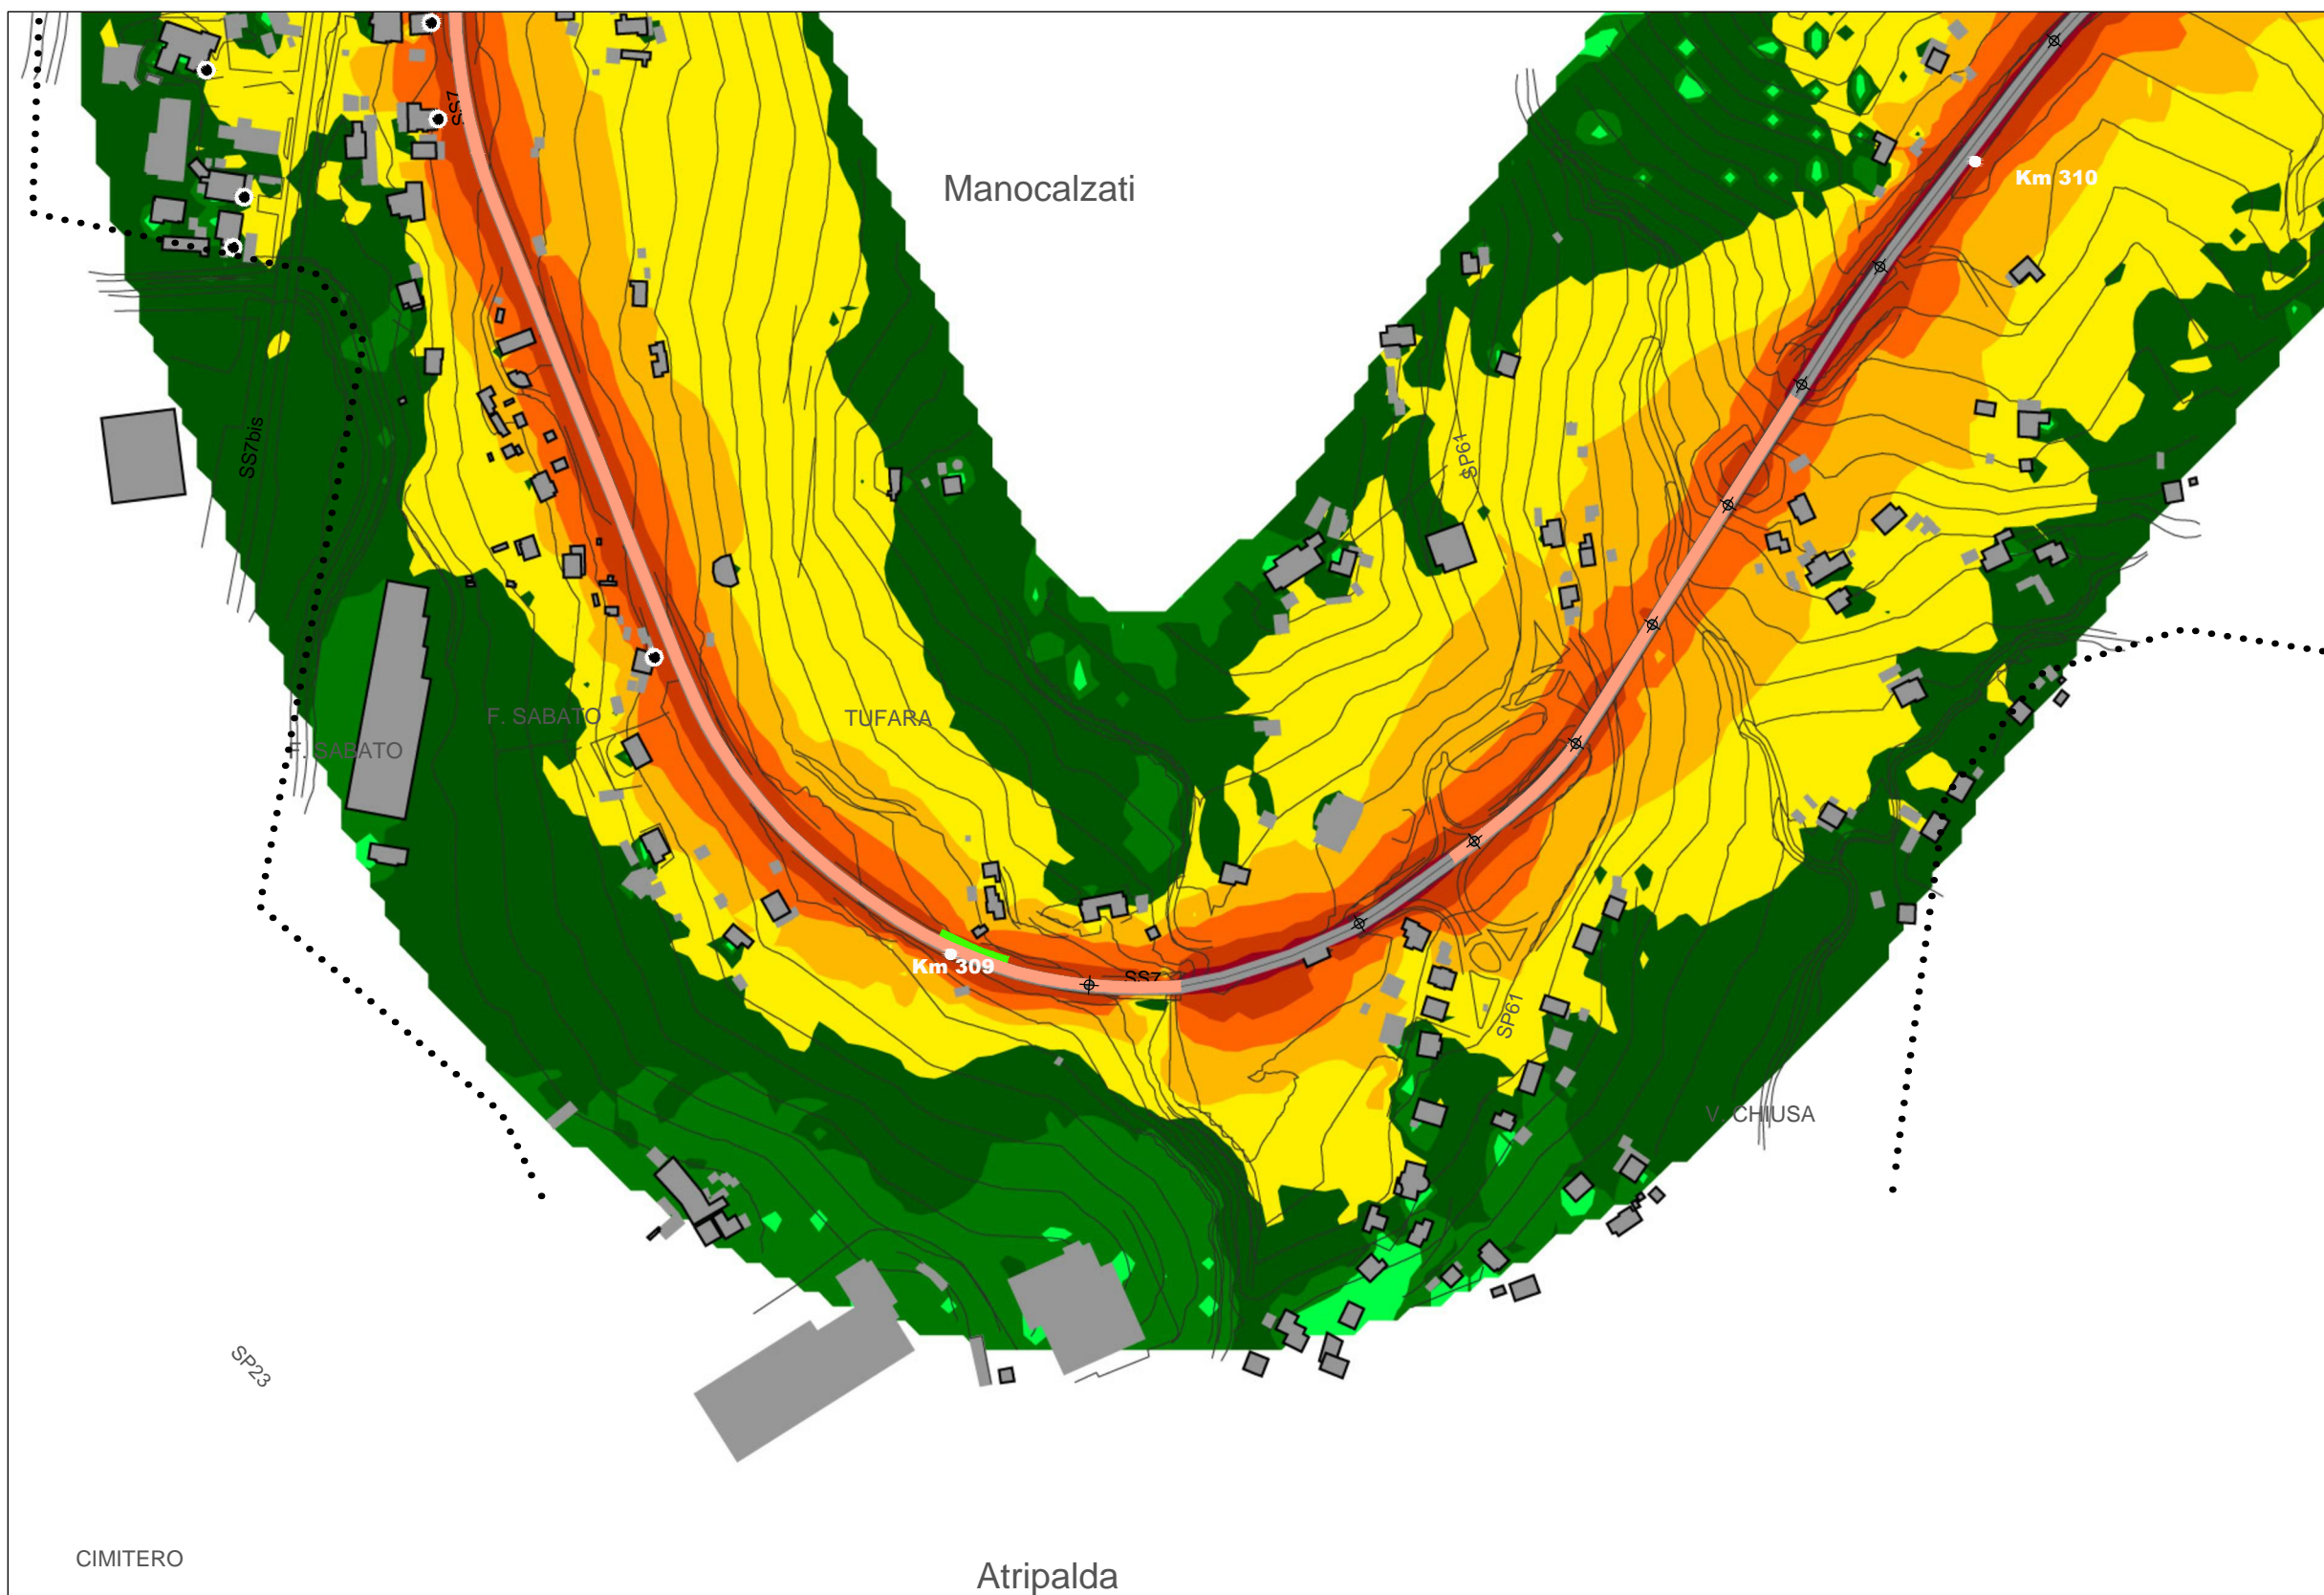 SS7
Manocalzati
Km 310
SS7bis
SP61
F. SABATO
TUFARA
F. SABATO
Km 309
SS7
SP61
V. CHIUSA
SP23
CIMITERO
Atripalda